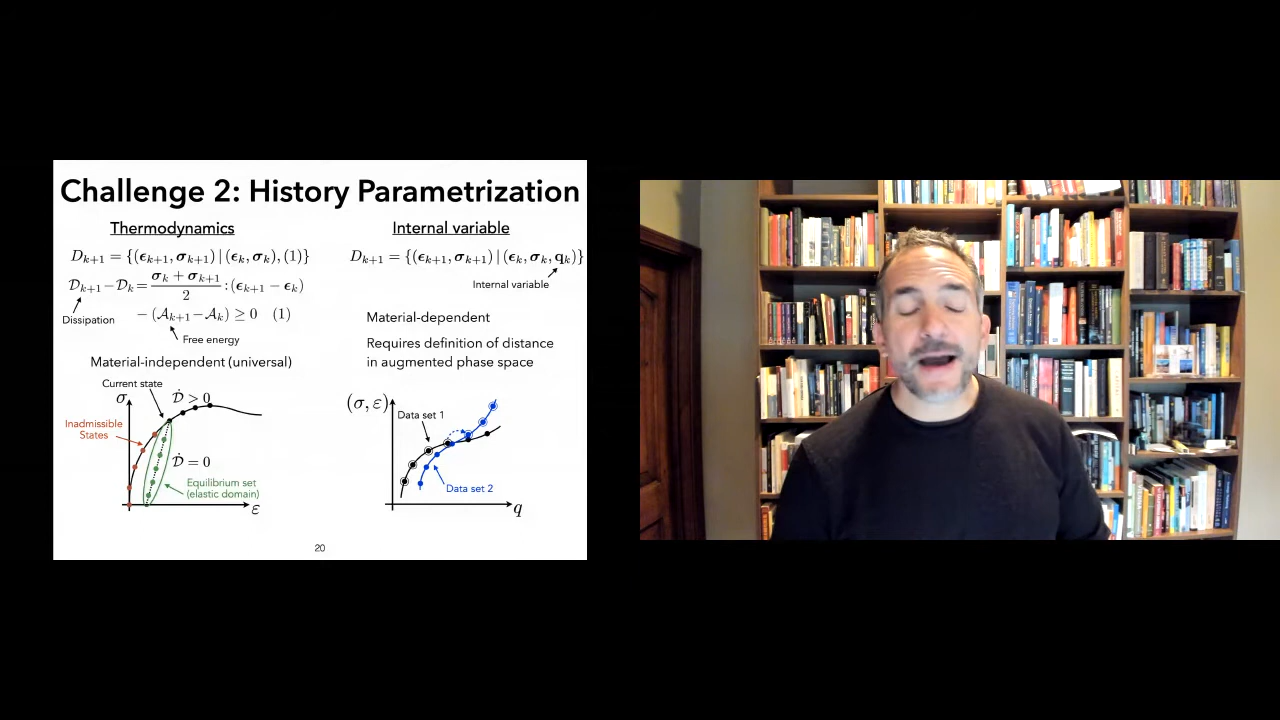 Challenge 2: History Parametrization
Thermodynamics
D_{k+1} = {(ϵ_{k+1}, σ_{k+1}) | (ϵ_k, σ_k), (1)}
𝒟_{k+1} − 𝒟_k = (σ_k + σ_{k+1})/2 : (ϵ_{k+1} − ϵ_k)
− (𝒜_{k+1} − 𝒜_k) ≥ 0 (1)
Dissipation
Free energy
Material-independent (universal)
Current state
σ
𝒟̇ > 0
Inadmissible
States
𝒟̇ = 0
Equilibrium set
(elastic domain)
ε
Internal variable
D_{k+1} = {(ϵ_{k+1}, σ_{k+1}) | (ϵ_k, σ_k, q_k)}
Internal variable
Material-dependent
Requires definition of distance
in augmented phase space
(σ, ε)
Data set 1
Data set 2
q
20